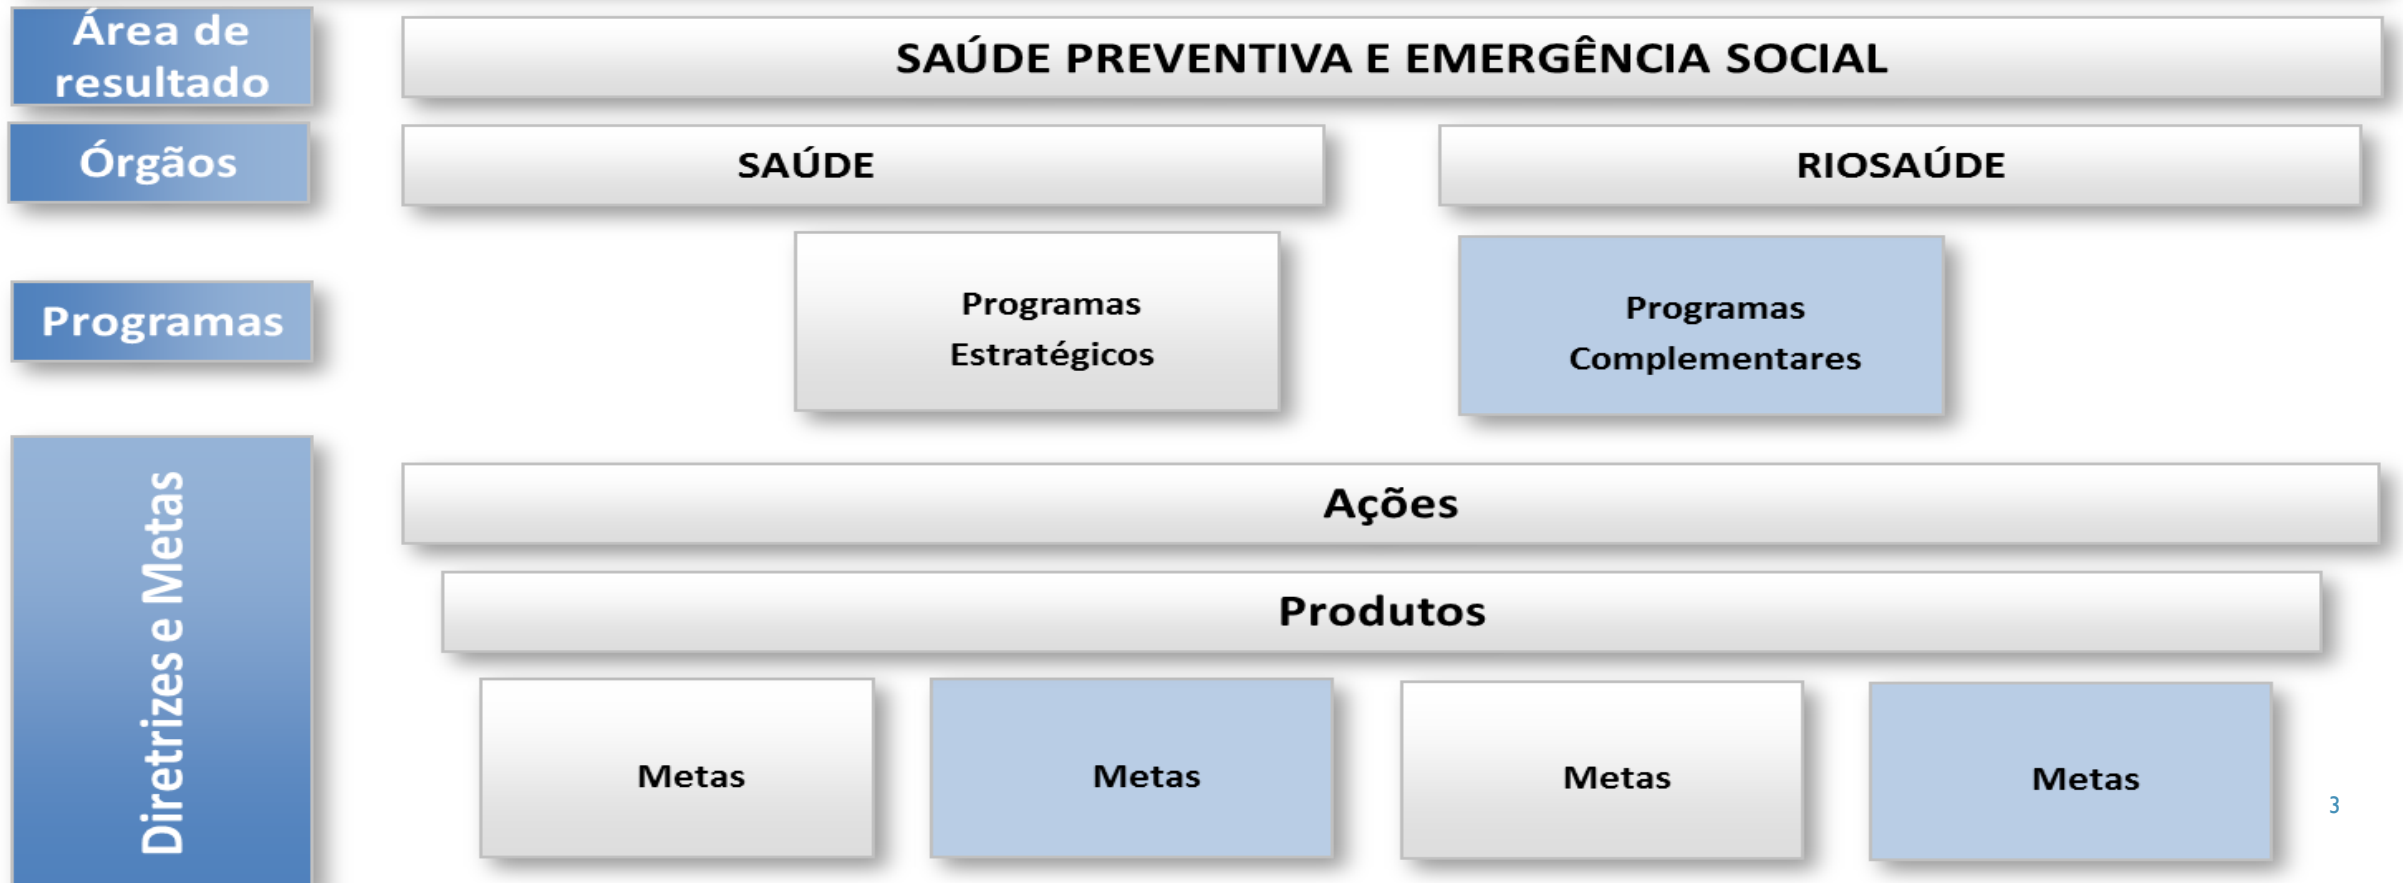 Área de
resultado
SAÚDE PREVENTIVA E EMERGÊNCIA SOCIAL
Órgãos
SAÚDE
RIOSAÚDE
Programas
Programas
Estratégicos
Programas
Complementares
Diretrizes e Metas
Ações
Produtos
Metas
Metas
Metas
Metas
3